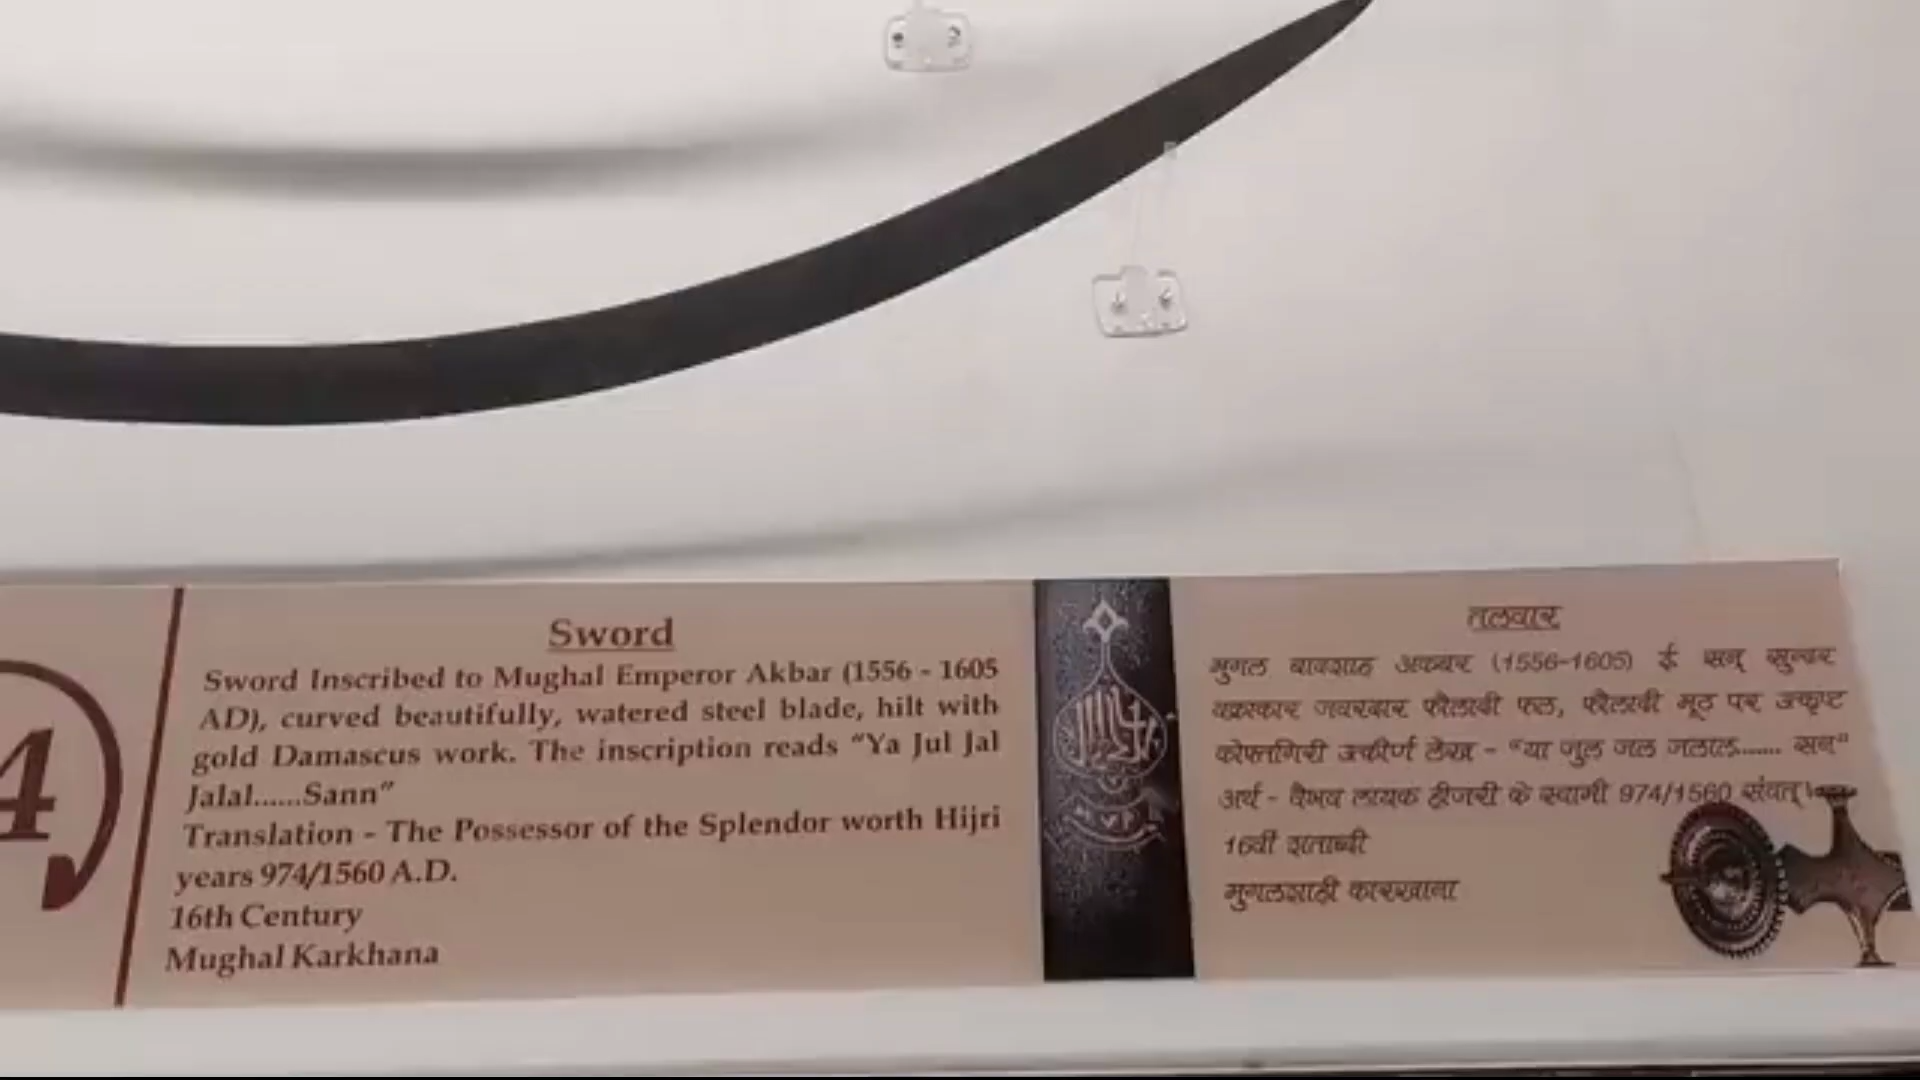 4
Sword
Sword Inscribed to Mughal Emperor Akbar (1556 - 1605
AD), curved beautifully, watered steel blade, hilt with
gold Damascus work. The inscription reads “Ya Jul Jal
Jalal......Sann”
Translation - The Possessor of the Splendor worth Hijri
years 974/1560 A.D.
16th Century
Mughal Karkhana
तलवार
मुगल बादशाह अकबर (1556-1605) ई सन् सुन्दर
वक्राकार जवरदार फौलादी फल, फौलादी मूठ पर उत्कृष्ट
कोफ्तगिरी उत्कीर्ण लेख - “या जुल जल जलाल...... सन”
अर्थ - वैभव लायक हीजरी के स्वामी 974/1560 संवत्।
16वीं शताब्दी
मुगलशाही कारखाना